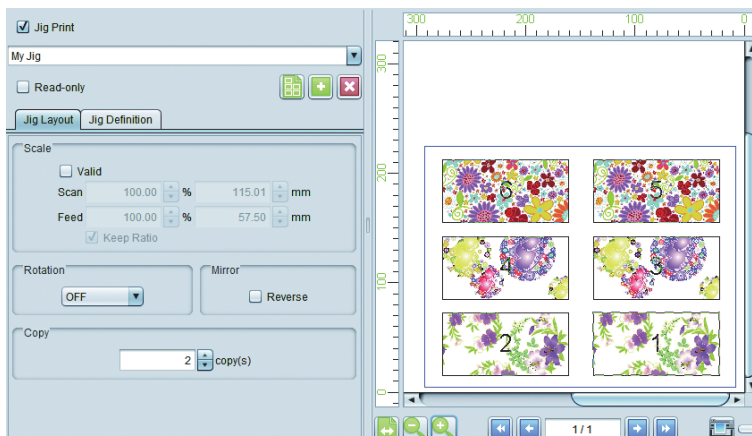 Jig Print
My Jig
Read-only
Jig Layout Jig Definition
Scale
Valid
Scan 100.00 % 115.01 mm
Feed 100.00 % 57.50 mm
Keep Ratio
Rotation Mirror
OFF Reverse
Copy
2 copy(s)
300 200 100 0
300
200
100
0
6 5
4 3
2 1
1/1